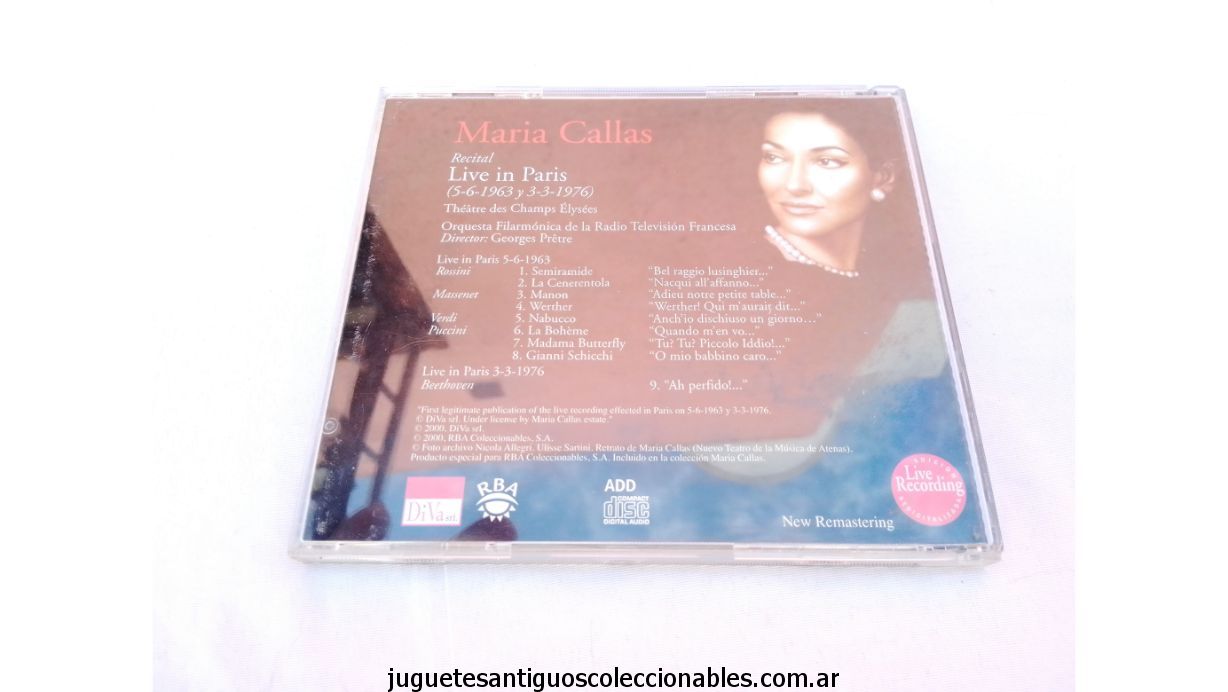 Maria Callas
Recital
Live in Paris
(5-6-1963 y 3-3-1976)
Théâtre des Champs Élysées
Orquesta Filarmónica de la Radio Televisión Francesa
Director: Georges Prêtre
Live in Paris 5-6-1963
Rossini 1. Semiramide "Bel raggio lusinghier..."
2. La Cenerentola "Nacqui all'affanno..."
Massenet 3. Manon "Adieu notre petite table..."
4. Werther "Werther! Qui m'aurait dit..."
Verdi 5. Nabucco "Anch'io dischiuso un giorno…"
Puccini 6. La Bohème "Quando m'en vo..."
7. Madama Butterfly "Tu? Tu? Piccolo Iddio!..."
8. Gianni Schicchi "O mio babbino caro..."
Live in Paris 3-3-1976
Beethoven 9. "Ah perfido!..."
"First legitimate publication of the live recording effected in Paris on 5-6-1963 y 3-3-1976.
© DiVa srl. Under license by Maria Callas estate."
© 2000, DiVa srl.
© 2000, RBA Coleccionables, S.A.
© Foto archivo Nicola Allegri. Ulisse Sartini. Retrato de Maria Callas (Nuevo Teatro de la Música de Atenas).
Producto especial para RBA Coleccionables, S.A. Incluido en la colección Maria Callas.
DiVa srl.
RBA
ADD
COMPACT
disc
DIGITAL AUDIO
New Remastering
EDICIÓN
Live
Recording
juguetesantiguoscoleccionables.com.ar